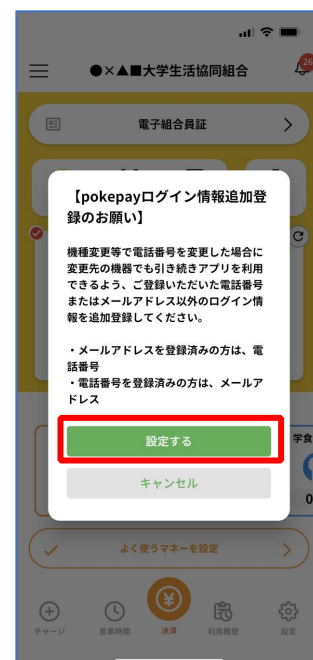 26
●×▲■大学生活協同組合
電子組合員証
【pokepayログイン情報追加登
録のお願い】
機種変更等で電話番号を変更した場合に
変更先の機器でも引き続きアプリを利用
できるよう、ご登録いただいた電話番号
またはメールアドレス以外のログイン情
報を追加登録してください。
・メールアドレスを登録済みの方は、電
話番号
・電話番号を登録済みの方は、メールア
ドレス
設定する
キャンセル
学食
0
よく使うマネーを設定
チャージ
営業時間
決済
利用履歴
設定